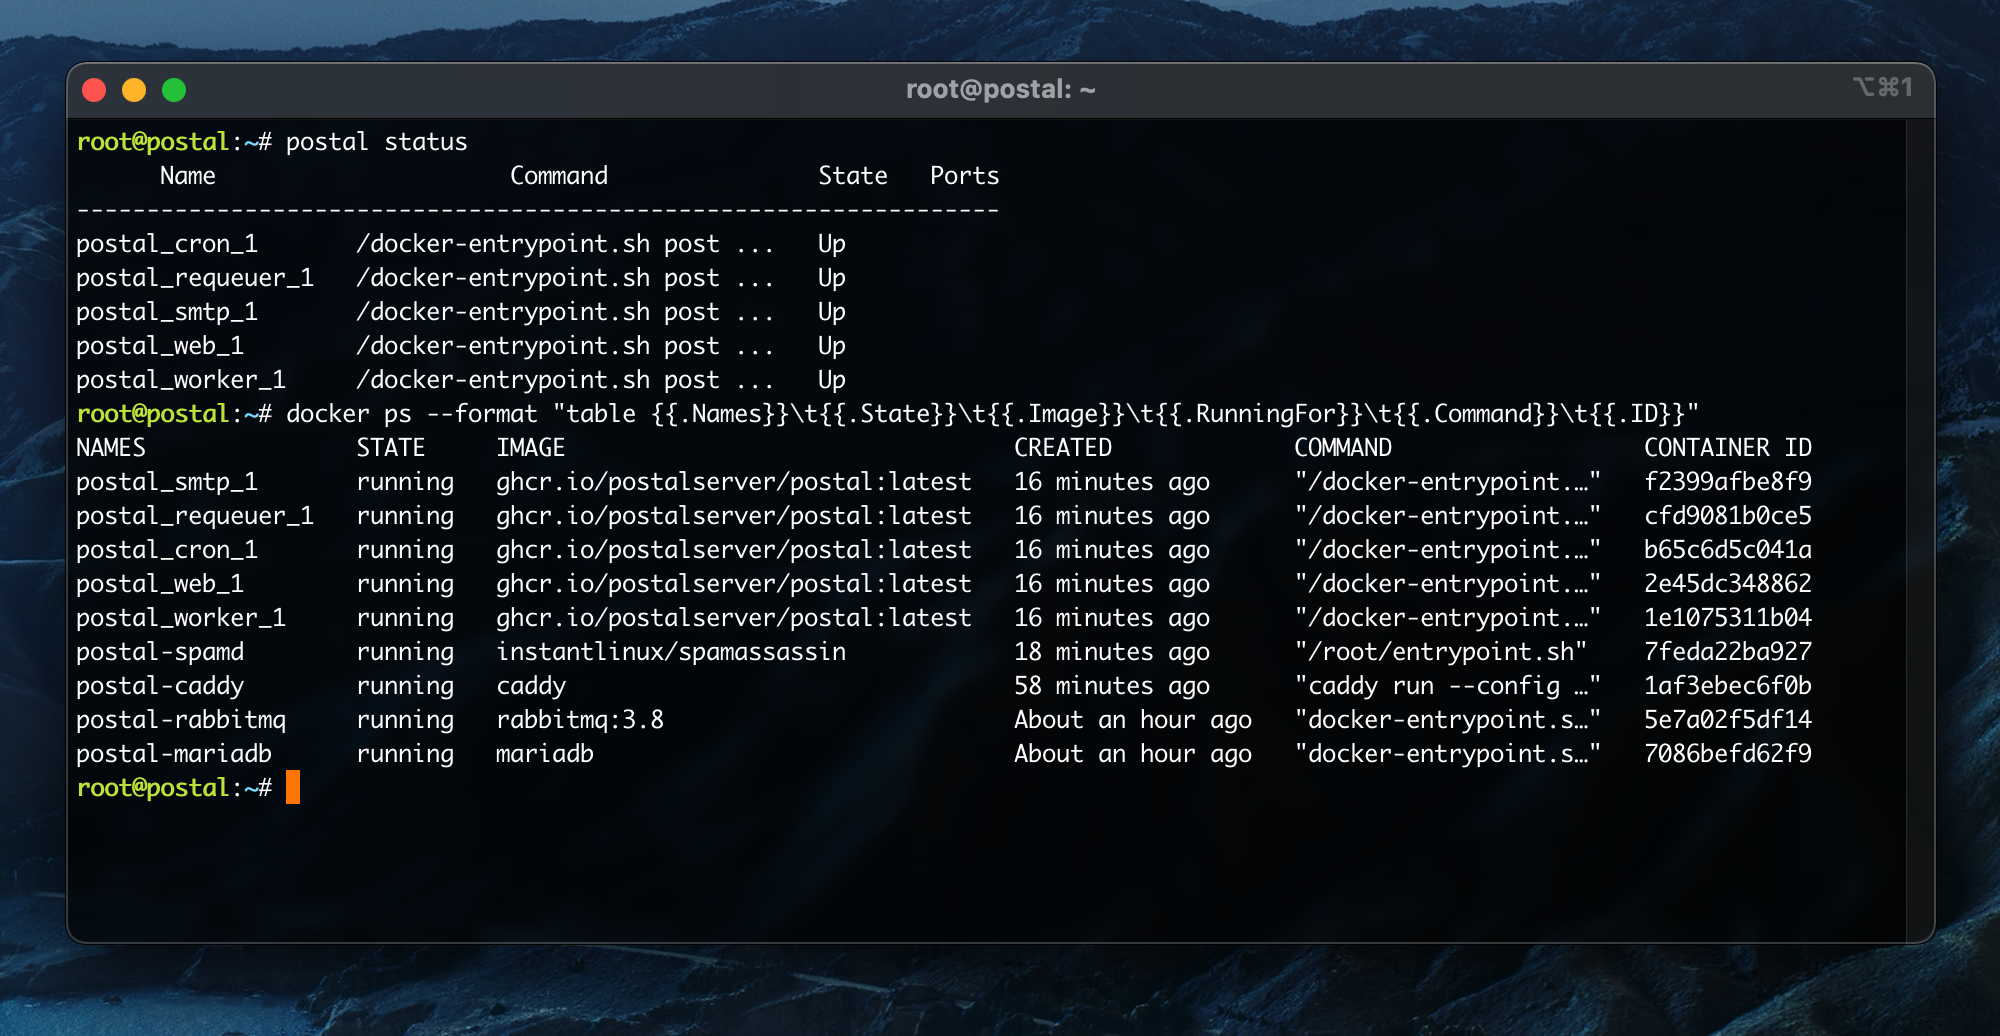 root@postal: ~
⌥⌘1
root@postal:~# postal status
      Name                     Command               State   Ports
------------------------------------------------------------------
postal_cron_1       /docker-entrypoint.sh post ...   Up
postal_requeuer_1   /docker-entrypoint.sh post ...   Up
postal_smtp_1       /docker-entrypoint.sh post ...   Up
postal_web_1        /docker-entrypoint.sh post ...   Up
postal_worker_1     /docker-entrypoint.sh post ...   Up
root@postal:~# docker ps --format "table {{.Names}}\t{{.State}}\t{{.Image}}\t{{.RunningFor}}\t{{.Command}}\t{{.ID}}"
NAMES               STATE     IMAGE                                CREATED             COMMAND                  CONTAINER ID
postal_smtp_1       running   ghcr.io/postalserver/postal:latest   16 minutes ago      "/docker-entrypoint.…"   f2399afbe8f9
postal_requeuer_1   running   ghcr.io/postalserver/postal:latest   16 minutes ago      "/docker-entrypoint.…"   cfd9081b0ce5
postal_cron_1       running   ghcr.io/postalserver/postal:latest   16 minutes ago      "/docker-entrypoint.…"   b65c6d5c041a
postal_web_1        running   ghcr.io/postalserver/postal:latest   16 minutes ago      "/docker-entrypoint.…"   2e45dc348862
postal_worker_1     running   ghcr.io/postalserver/postal:latest   16 minutes ago      "/docker-entrypoint.…"   1e1075311b04
postal-spamd        running   instantlinux/spamassassin            18 minutes ago      "/root/entrypoint.sh"    7feda22ba927
postal-caddy        running   caddy                                58 minutes ago      "caddy run --config …"   1af3ebec6f0b
postal-rabbitmq     running   rabbitmq:3.8                         About an hour ago   "docker-entrypoint.s…"   5e7a02f5df14
postal-mariadb      running   mariadb                              About an hour ago   "docker-entrypoint.s…"   7086befd62f9
root@postal:~#